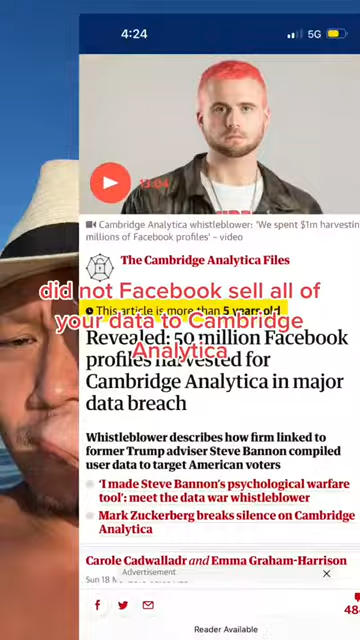 4:24
5G
13:04
Cambridge Analytica whistleblower: 'We spent $1m harvesting
millions of Facebook profiles' – video
The Cambridge Analytica Files
did not Facebook sell all of
your data to Cambridge
Analytica
This article is more than 5 years old
Revealed: 50 million Facebook
profiles harvested for
Cambridge Analytica in major
data breach
Whistleblower describes how firm linked to
former Trump adviser Steve Bannon compiled
user data to target American voters
'I made Steve Bannon's psychological warfare
tool': meet the data war whistleblower
Mark Zuckerberg breaks silence on Cambridge
Analytica
Carole Cadwalladr and Emma Graham-Harrison
Advertisement
Sun 18
Reader Available